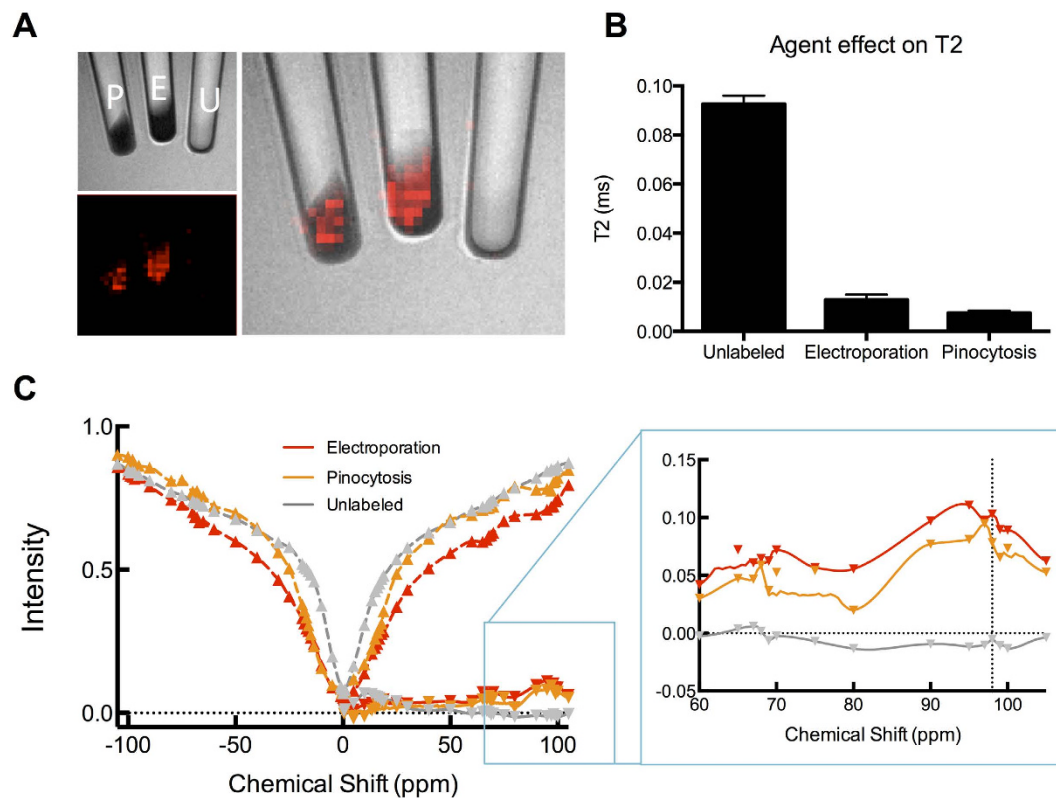 A
P E U
B
Agent effect on T2
T2 (ms)
0.10
0.08
0.06
0.04
0.02
0.00
Unlabeled Electroporation Pinocytosis
C
Intensity
1.0
0.5
0.0
Electroporation
Pinocytosis
Unlabeled
-100 -50 0 50 100
Chemical Shift (ppm)
0.15
0.10
0.05
0.00
-0.05
60 70 80 90 100
Chemical Shift (ppm)